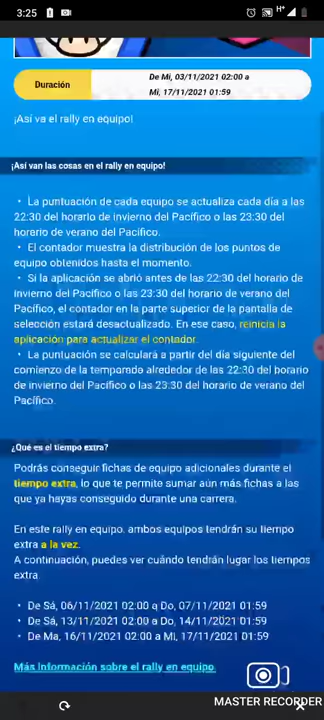 3:25
H+
Duración
De Mi, 03/11/2021 02:00 a
Mi, 17/11/2021 01:59
¡Así va el rally en equipo!
¡Así van las cosas en el rally en equipo!
• La puntuación de cada equipo se actualiza cada día a las
22:30 del horario de invierno del Pacífico o las 23:30 del
horario de verano del Pacífico.
• El contador muestra la distribución de los puntos de
equipo obtenidos hasta el momento.
• Si la aplicación se abrió antes de las 22:30 del horario de
invierno del Pacífico o las 23:30 del horario de verano del
Pacífico, el contador en la parte superior de la pantalla de
selección estará desactualizado. En ese caso, reinicia la
aplicación para actualizar el contador.
• La puntuación se calculará a partir del día siguiente del
comienzo de la temporada alrededor de las 22:30 del horario
de invierno del Pacífico o las 23:30 del horario de verano del
Pacífico.
¿Qué es el tiempo extra?
Podrás conseguir fichas de equipo adicionales durante el
tiempo extra, lo que te permite sumar aún más fichas a las
que ya hayas conseguido durante una carrera.
En este rally en equipo, ambos equipos tendrán su tiempo
extra a la vez.
A continuación, puedes ver cuándo tendrán lugar los tiempos
extra.
• De Sá, 06/11/2021 02:00 a Do, 07/11/2021 01:59
• De Sá, 13/11/2021 02:00 a Do, 14/11/2021 01:59
• De Ma, 16/11/2021 02:00 a Mi, 17/11/2021 01:59
Más información sobre el rally en equipo.
MASTER RECORDER